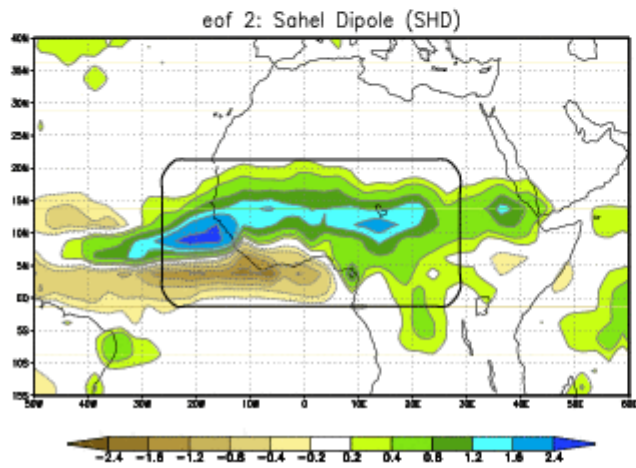 eof 2: Sahel Dipole (SHD)
40N
35N
30N
25N
20N
15N
10N
5N
EQ
5S
10S
15S
50W 40W 30W 20W 10W 0 10E 20E 30E 40E 50E 60E
-2.4 -1.6 -1.2 -0.8 -0.4 -0.2 0.2 0.4 0.8 1.2 1.6 2.4